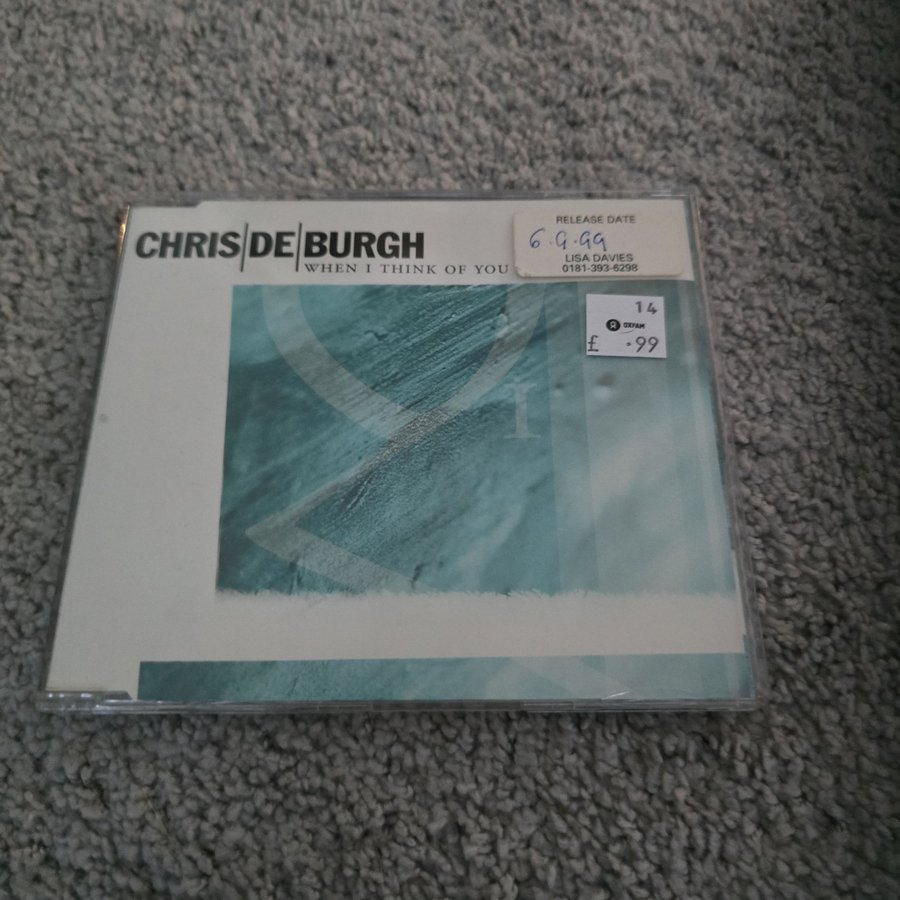 CHRIS|DE|BURGH
WHEN I THINK OF YOU
RELEASE DATE
6.9.99
LISA DAVIES
0181-393-6298
14
OXFAM
£ .99
1